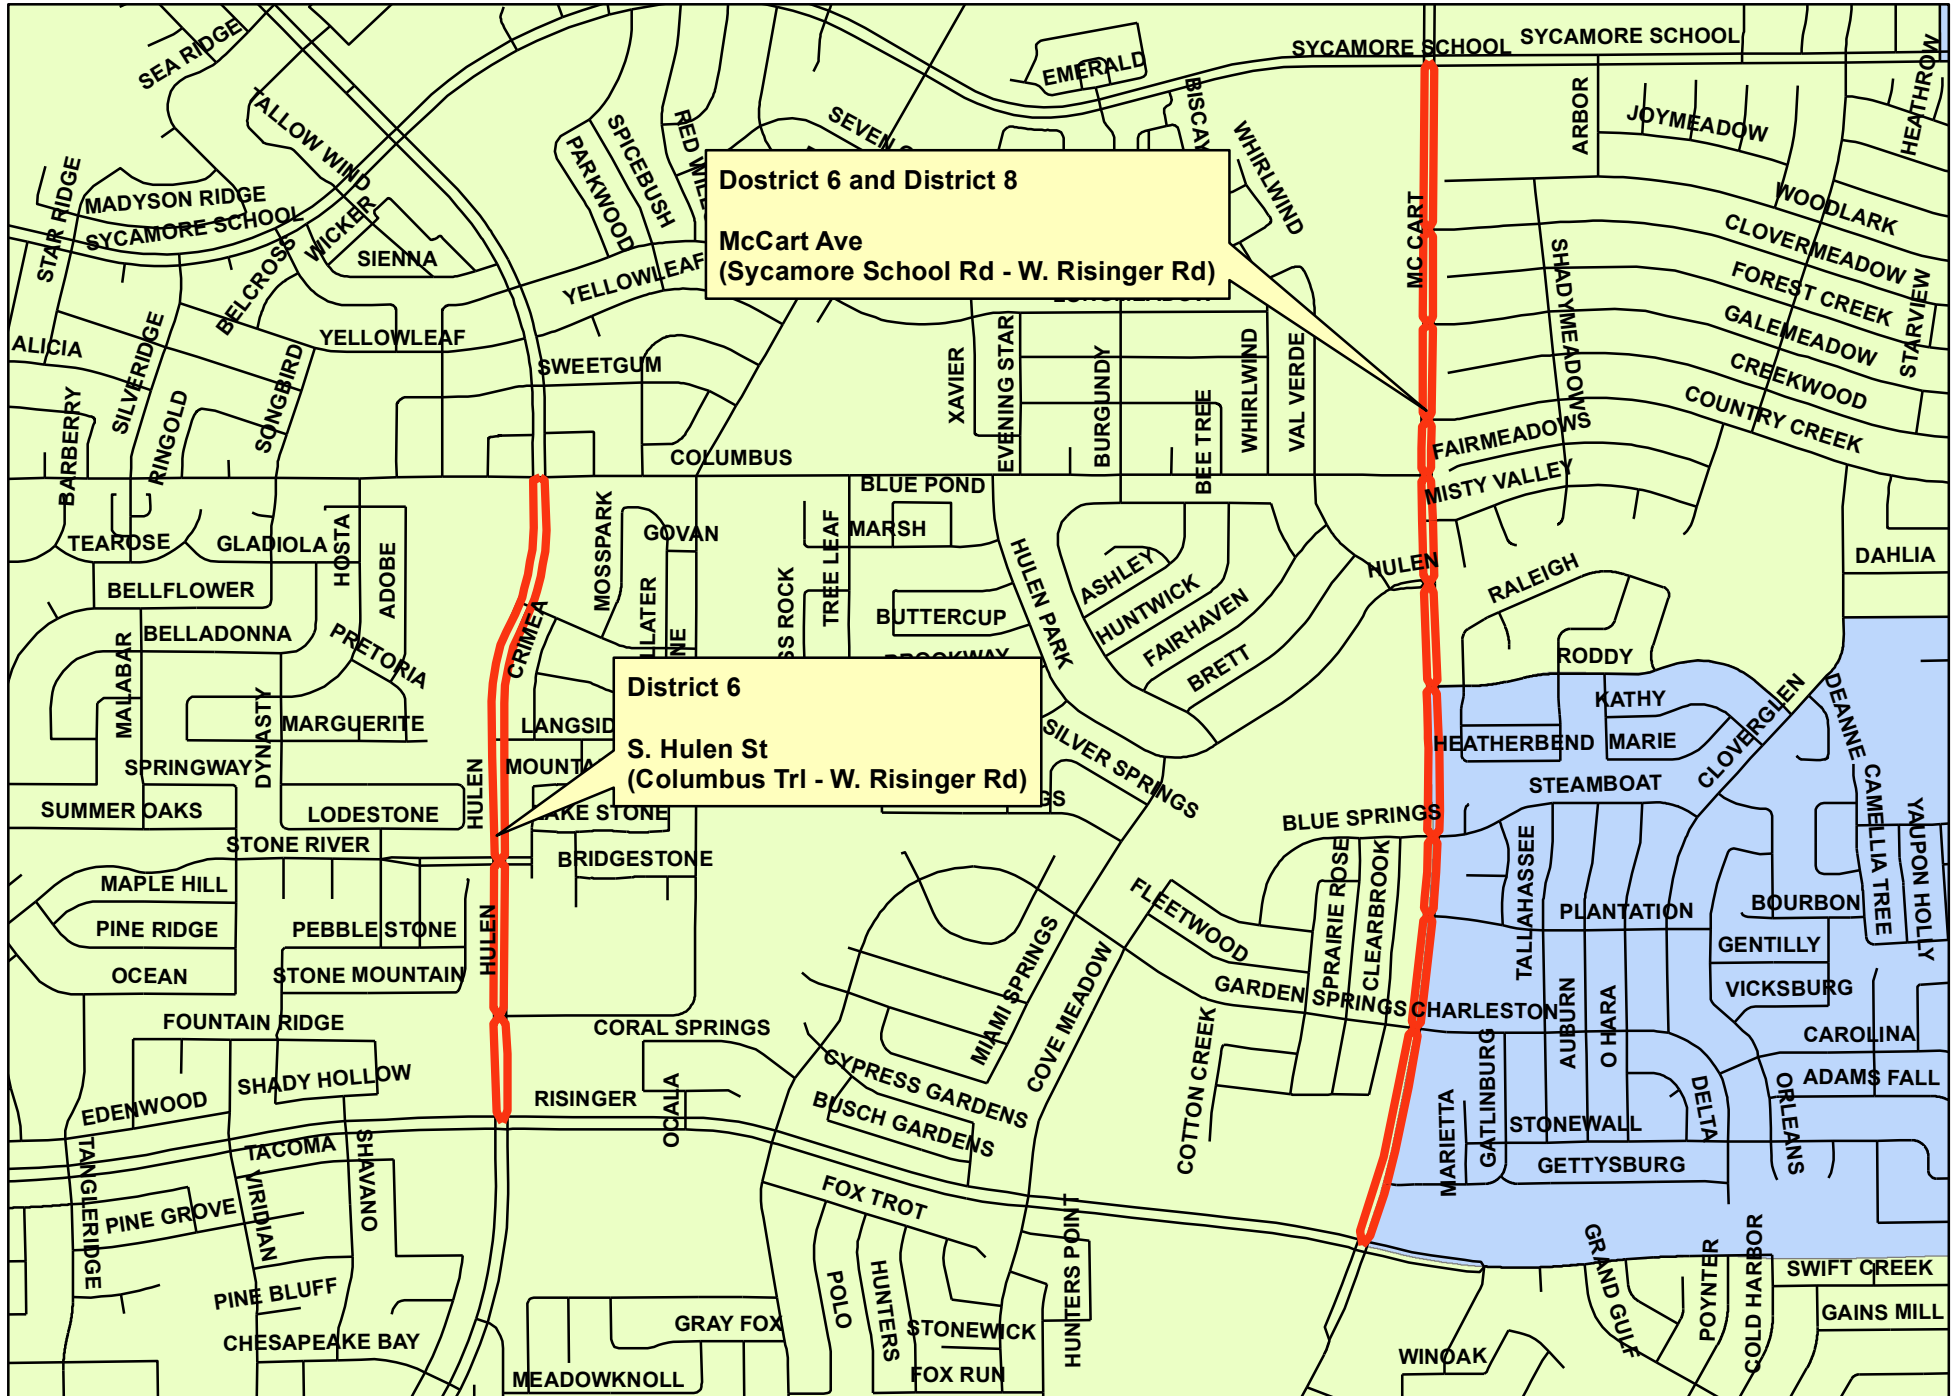 SEA RIDGE
EMERALD
SYCAMORE SCHOOL
SYCAMORE SCHOOL
HEATHROW
TALLOW WIND
SPICEBUSH
PARKWOOD
SEVEN
WHIRLWIND
ARBOR
JOYMEADOW
STAR RIDGE
MADYSON RIDGE
SYCAMORE SCHOOL
WICKER
SIENNA
BELCROSS
YELLOWLEAF
Dostrict 6 and District 8
McCart Ave
(Sycamore School Rd - W. Risinger Rd)
MC CART
WOODLARK
CLOVERMEADOW
FOREST CREEK
GALEMEADOW
STARVIEW
CREEKWOOD
COUNTRY CREEK
SHADYMEADOW
ALICIA
SILVERIDGE
YELLOWLEAF
SONGBIRD
SWEETGUM
XAVIER
EVENING STAR
BURGUNDY
BEE TREE
WHIRLWIND
VAL VERDE
BARBERRY
RINGOLD
COLUMBUS
FAIRMEADOWS
MISTY VALLEY
BLUE POND
TEAROSE
GLADIOLA
HOSTA
ADOBE
MOSSPARK
GOVAN
TREE LEAF
MARSH
HULEN PARK
ASHLEY
HUNTWICK
FAIRHAVEN
BRETT
HULEN
RALEIGH
DAHLIA
BELLFLOWER
BELLADONNA
PRETORIA
CRIMEA
BUTTERCUP
RODDY
MALABAR
DYNASTY
MARGUERITE
District 6
S. Hulen St
(Columbus Trl - W. Risinger Rd)
KATHY
HEATHERBEND
MARIE
CLOVERGLEN
DEANNE
SPRINGWAY
SILVER SPRINGS
STEAMBOAT
SUMMER OAKS
LODESTONE
HULEN
STONE RIVER
BRIDGESTONE
BLUE SPRINGS
CAMELLIA TREE
YAUPON HOLLY
MAPLE HILL
PINE RIDGE
PEBBLE STONE
HULEN
OCEAN
STONE MOUNTAIN
FLEETWOOD
PRAIRIE ROSE
CLEARBROOK
TALLAHASSEE
PLANTATION
BOURBON
GENTILLY
VICKSBURG
MIAMI SPRINGS
COVE MEADOW
GARDEN SPRINGS
CHARLESTON
AUBURN
O HARA
CAROLINA
FOUNTAIN RIDGE
CORAL SPRINGS
COTTON CREEK
SHADY HOLLOW
EDENWOOD
RISINGER
OCALA
CYPRESS GARDENS
BUSCH GARDENS
MARIETTA
GATLINBURG
STONEWALL
DELTA
ORLEANS
ADAMS FALL
GETTYSBURG
TACOMA
TANGLERIDGE
VIRIDIAN
SHAVANO
PINE GROVE
FOX TROT
HUNTERS POINT
PINE BLUFF
CHESAPEAKE BAY
GRAY FOX
POLO
HUNTERS
STONEWICK
FOX RUN
MEADOWKNOLL
WINOAK
GRAND GULF
POYNTER
COLD HARBOR
SWIFT CREEK
GAINS MILL